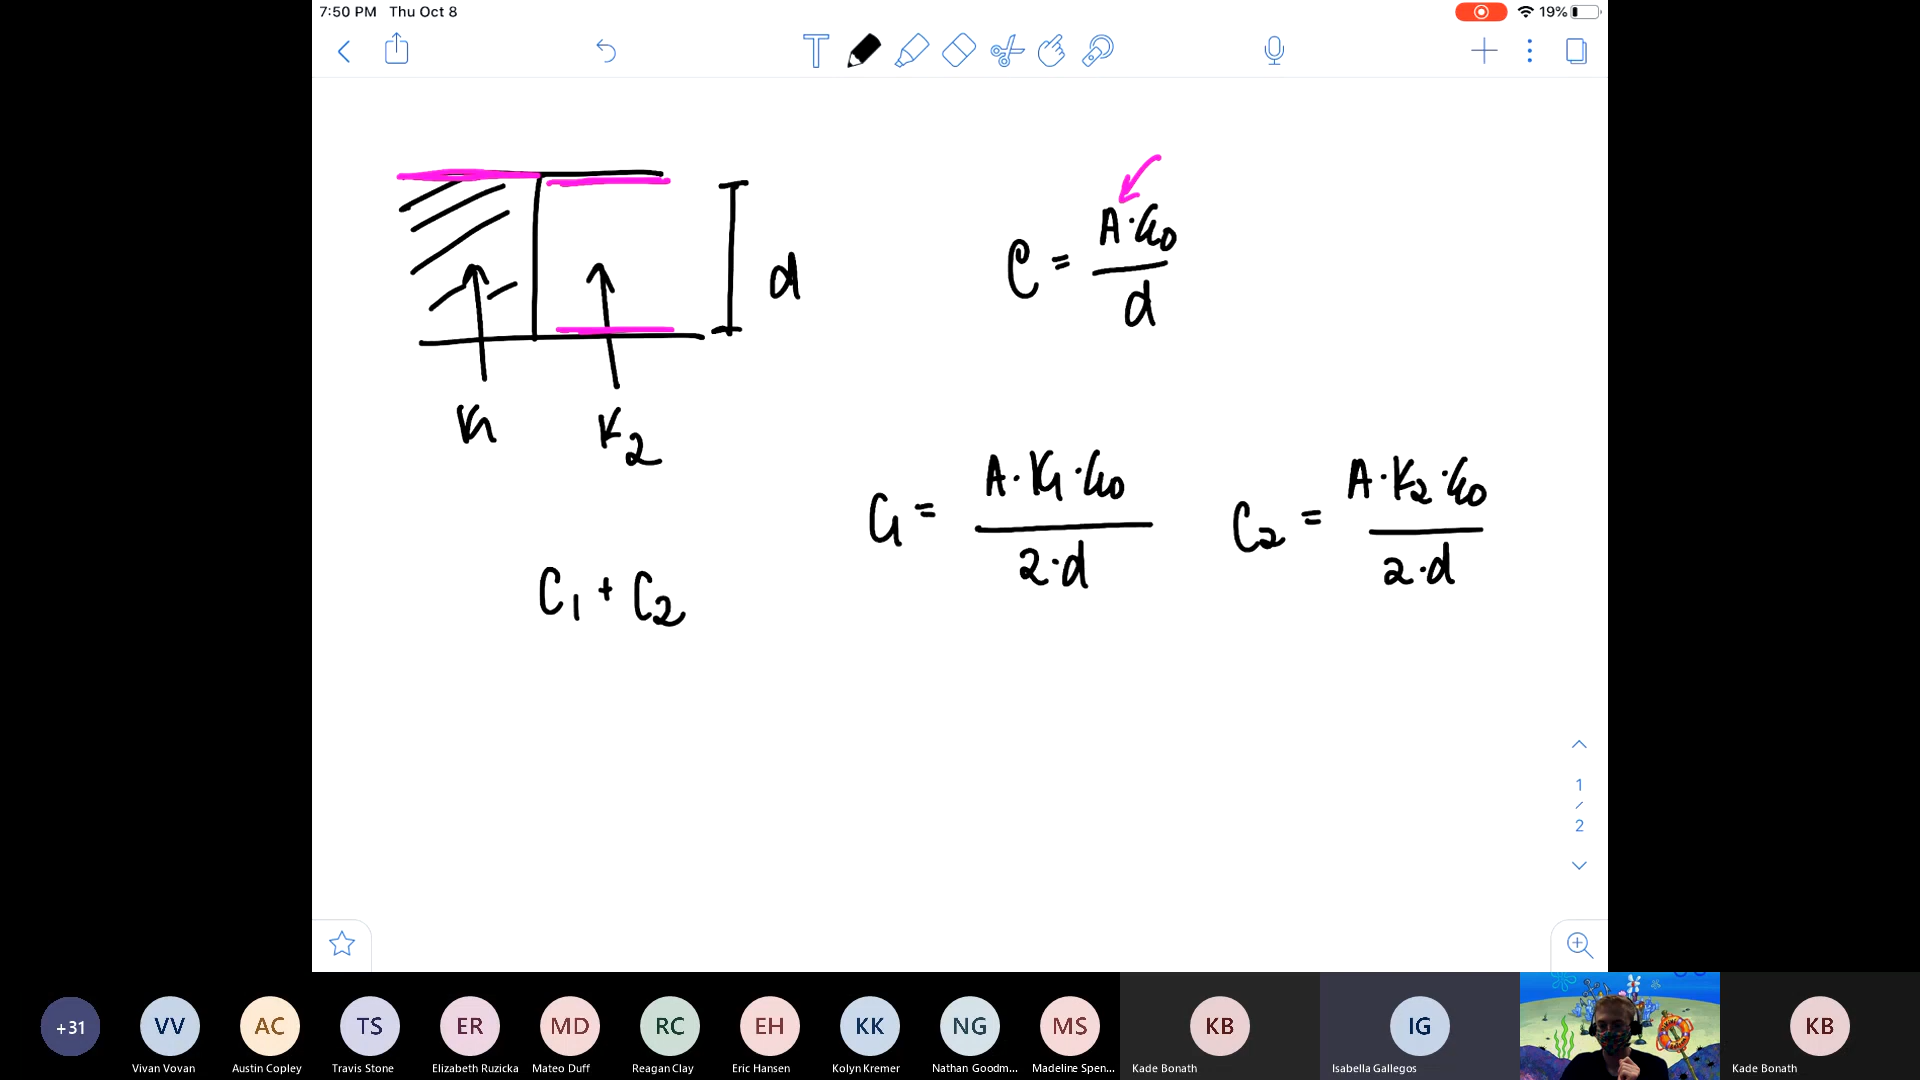 7:50 PM Thu Oct 8
19%
T
d
C = A·ϵ0 / d
K1
K2
C1 = A·K1·ϵ0 / 2·d
C2 = A·K2·ϵ0 / 2·d
C1 + C2
1
/
2
+31
VV
AC
TS
ER
MD
RC
EH
KK
NG
MS
KB
IG
KB
Vivan Vovan
Austin Copley
Travis Stone
Elizabeth Ruzicka
Mateo Duff
Reagan Clay
Eric Hansen
Kolyn Kremer
Nathan Goodm...
Madeline Spen...
Kade Bonath
Isabella Gallegos
Kade Bonath